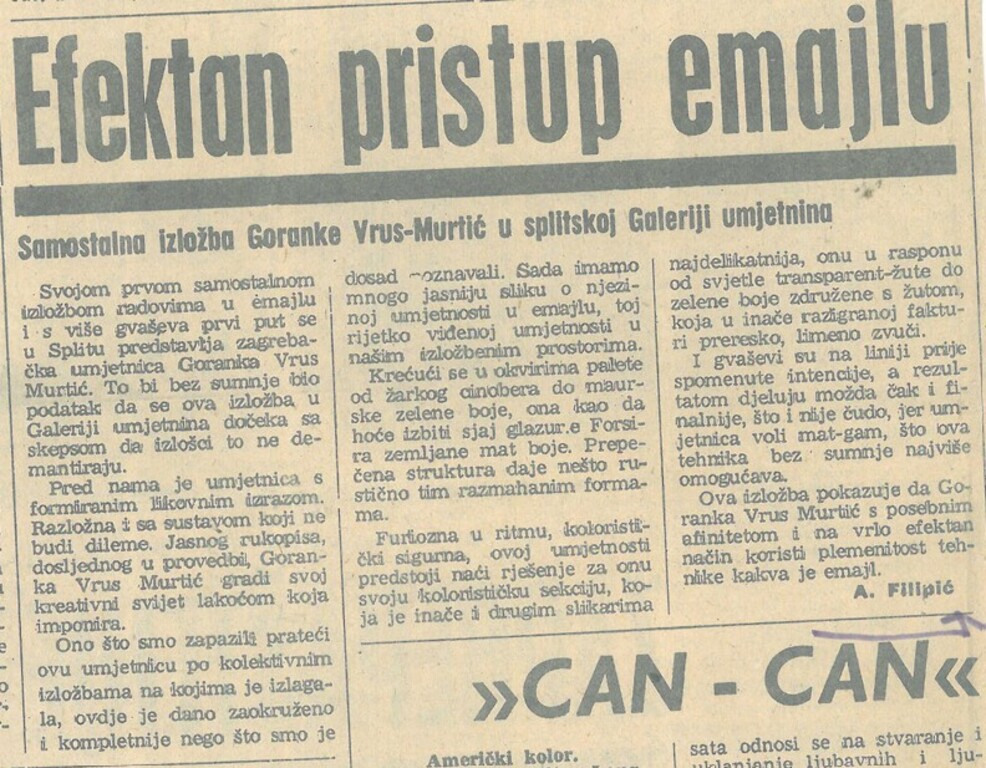 Efektan pristup emajlu
Samostalna izložba Goranke Vrus-Murtić u splitskoj Galeriji umjetnina
Svojom prvom samostalnom
izložbom radovima u emajlu
i s više gvaševa prvi put se
u Splitu predstavlja zagreba-
čka umjetnica Goranka Vrus
Murtić. To bi bez sumnje bio
podatak da se ova izložba u
Galeriji umjetnina dočeka sa
skepsom da izlošci to ne de-
mantiraju.
Pred nama je umjetnica s
formiranim likovnim izrazom.
Razložna i sa sustavom koji ne
budi dileme. Jasnog rukopisa,
dosljednog u provedbi, Goran-
ka Vrus Murtić gradi svoj
kreativni svijet lakoćom koja
imponira.
Ono što smo zapazili prateći
ovu umjetnicu po kolektivnim
izložbama na kojima je izlaga-
la, ovdje je dano zaokruženo
i kompletnije nego što smo je
dosad poznavali. Sada imamo
mnogo jasniju sliku o njezi-
noj umjetnosti u emajlu, toj
rijetko viđenoj umjetnosti u
našim izložbenim prostorima.
Krećući se u okvirima palete
od žarkog cinobera do maur-
ske zelene boje, ona kao da
hoće izbiti sjaj glazur.e Forsi-
ra zemljane mat boje. Prepe-
čena struktura daje nešto ru-
stično tim razmahanim forma-
ma.
Furiozna u ritmu, koloristi-
čki sigurna, ovoj umjetnosti
predstoji naći rješenje za onu
svoju kolorističku sekciju, ko-
ja je inače i drugim slikarima
najdelikatnija, onu u rasponu
od svjetle transparent-žute do
zelene boje združene s žutom,
koja u inače razigranoj faktu-
ri preresko, limeno zvuči.
I gvaševi su na liniji prije
spomenute intencije, a rezul-
tatom djeluju možda čak i fi-
nalnije, što i nije čudo, jer um-
jetnica voli mat-gam, što ova
tehnika bez sumnje najviše
omogućava.
Ova izložba pokazuje da Go-
ranka Vrus Murtić s posebnim
afinitetom i na vrlo efektan
način koristi plemenitost teh-
nike kakva je emajl.
A. Filipić
»CAN - CAN«
Američki kolor.
sata odnosi se na stvaranje i
uklanjanje ljubavnih i lju-